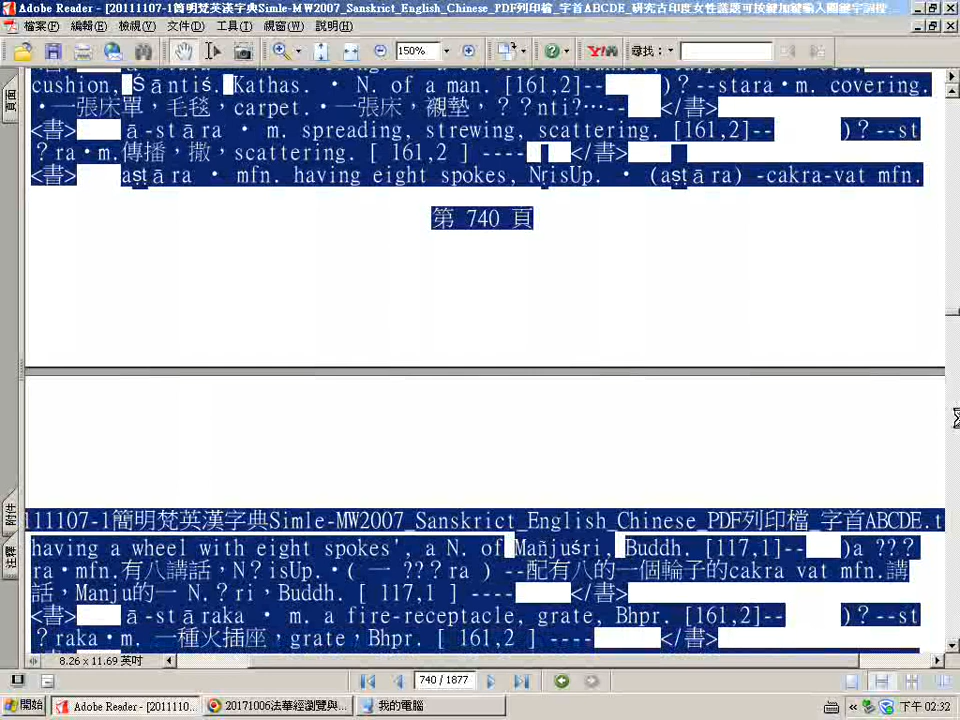 Adobe Reader - [20111107-1簡明梵英漢字典Simle-MW2007_Sanskrict_English_Chinese_PDF列印檔_字首ABCDE_研究古印度女性議題可按鍵加鍵輸入關鍵字詞搜
檔案(F) 編輯(E) 檢視(V) 文件(D) 工具(T) 視窗(W) 說明(H)
150% Y! 尋找：
頁面
cushion, Śāntiś. Kathas. • N. of a man. [161,2]-- )？--stara•m. covering.
•一張床單，毛毯，carpet.•一張床，襯墊，？？nti?…-- </書>
<書> ā-stāra • m. spreading, strewing, scattering. [161,2]-- )？--st
？ra•m.傳播，撒，scattering. [ 161,2 ] ---- </書>
<書> aṣṭāra • mfn. having eight spokes, NṛisUp. • (aṣṭāra) -cakra-vat mfn.
第 740 頁
111107-1簡明梵英漢字典Simle-MW2007_Sanskrict_English_Chinese_PDF列印檔_字首ABCDE.t
having a wheel with eight spokes', a N. of Mañjuśri, Buddh. [117,1]-- )a ??.?
ra•mfn.有八講話，N？isUp.•( 一 ???ra ) --配有八的一個輪子的cakra vat mfn.講
話，Manju的一 N.？ri，Buddh. [ 117,1 ] ---- </書>
<書> ā-stāraka • m. a fire-receptacle, grate, Bhpr. [161,2]-- )？--st
？raka•m. 一種火插座，grate，Bhpr. [ 161,2 ] ---- </書>
附件
注釋
8.26 x 11.69 英吋
740 / 1877
開始 Adobe Reader - [2011110... 20171006法華經瀏覽與... 我的電腦 下午 02:32